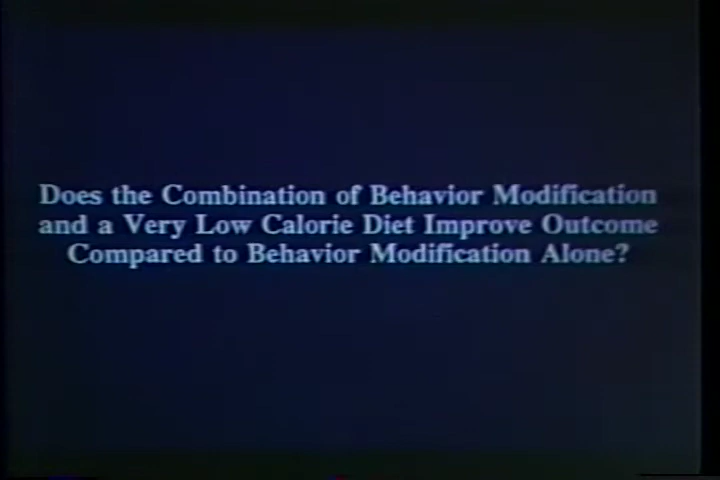 Does the Combination of Behavior Modification
and a Very Low Calorie Diet Improve Outcome
Compared to Behavior Modification Alone?